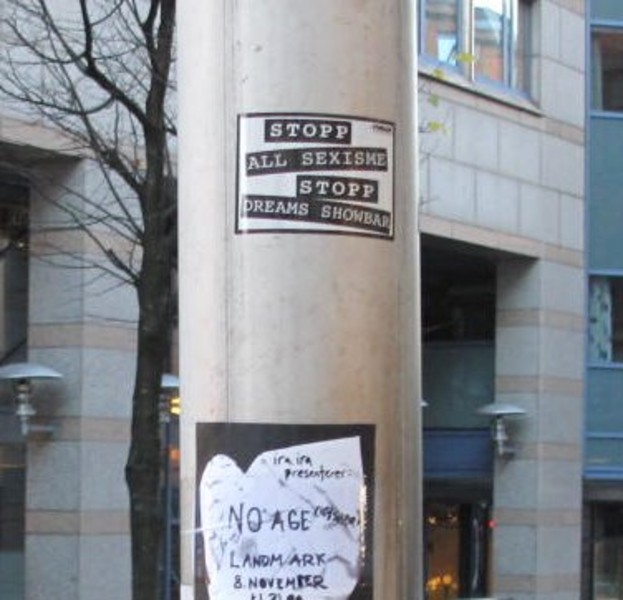 STOPP
ALL SEXISME
STOPP
DREAMS SHOWBAR
ira ira
presenterer:
NO AGE
LANDMARK
8. NOVEMBER